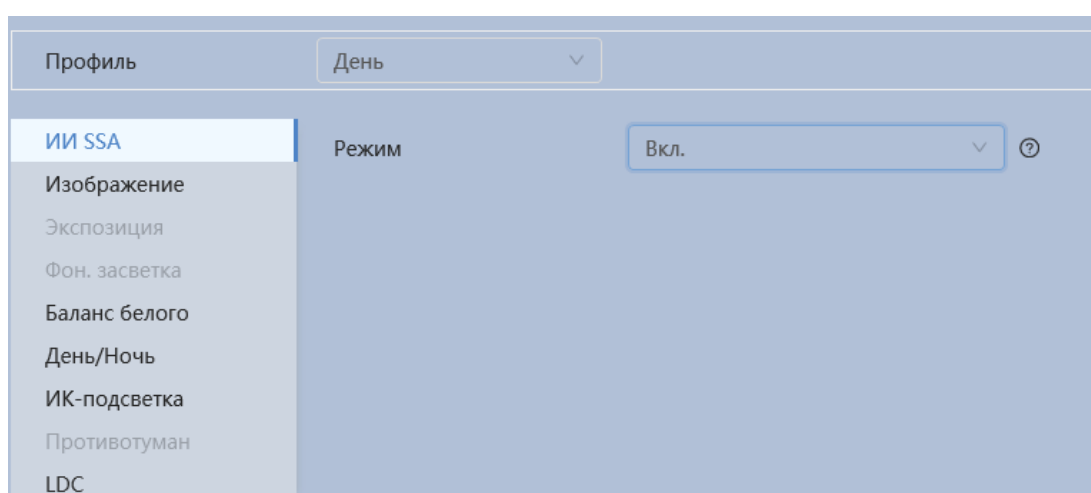 Профиль День
ИИ SSA
Режим Вкл.
Изображение
Экспозиция
Фон. засветка
Баланс белого
День/Ночь
ИК-подсветка
Противотуман
LDC